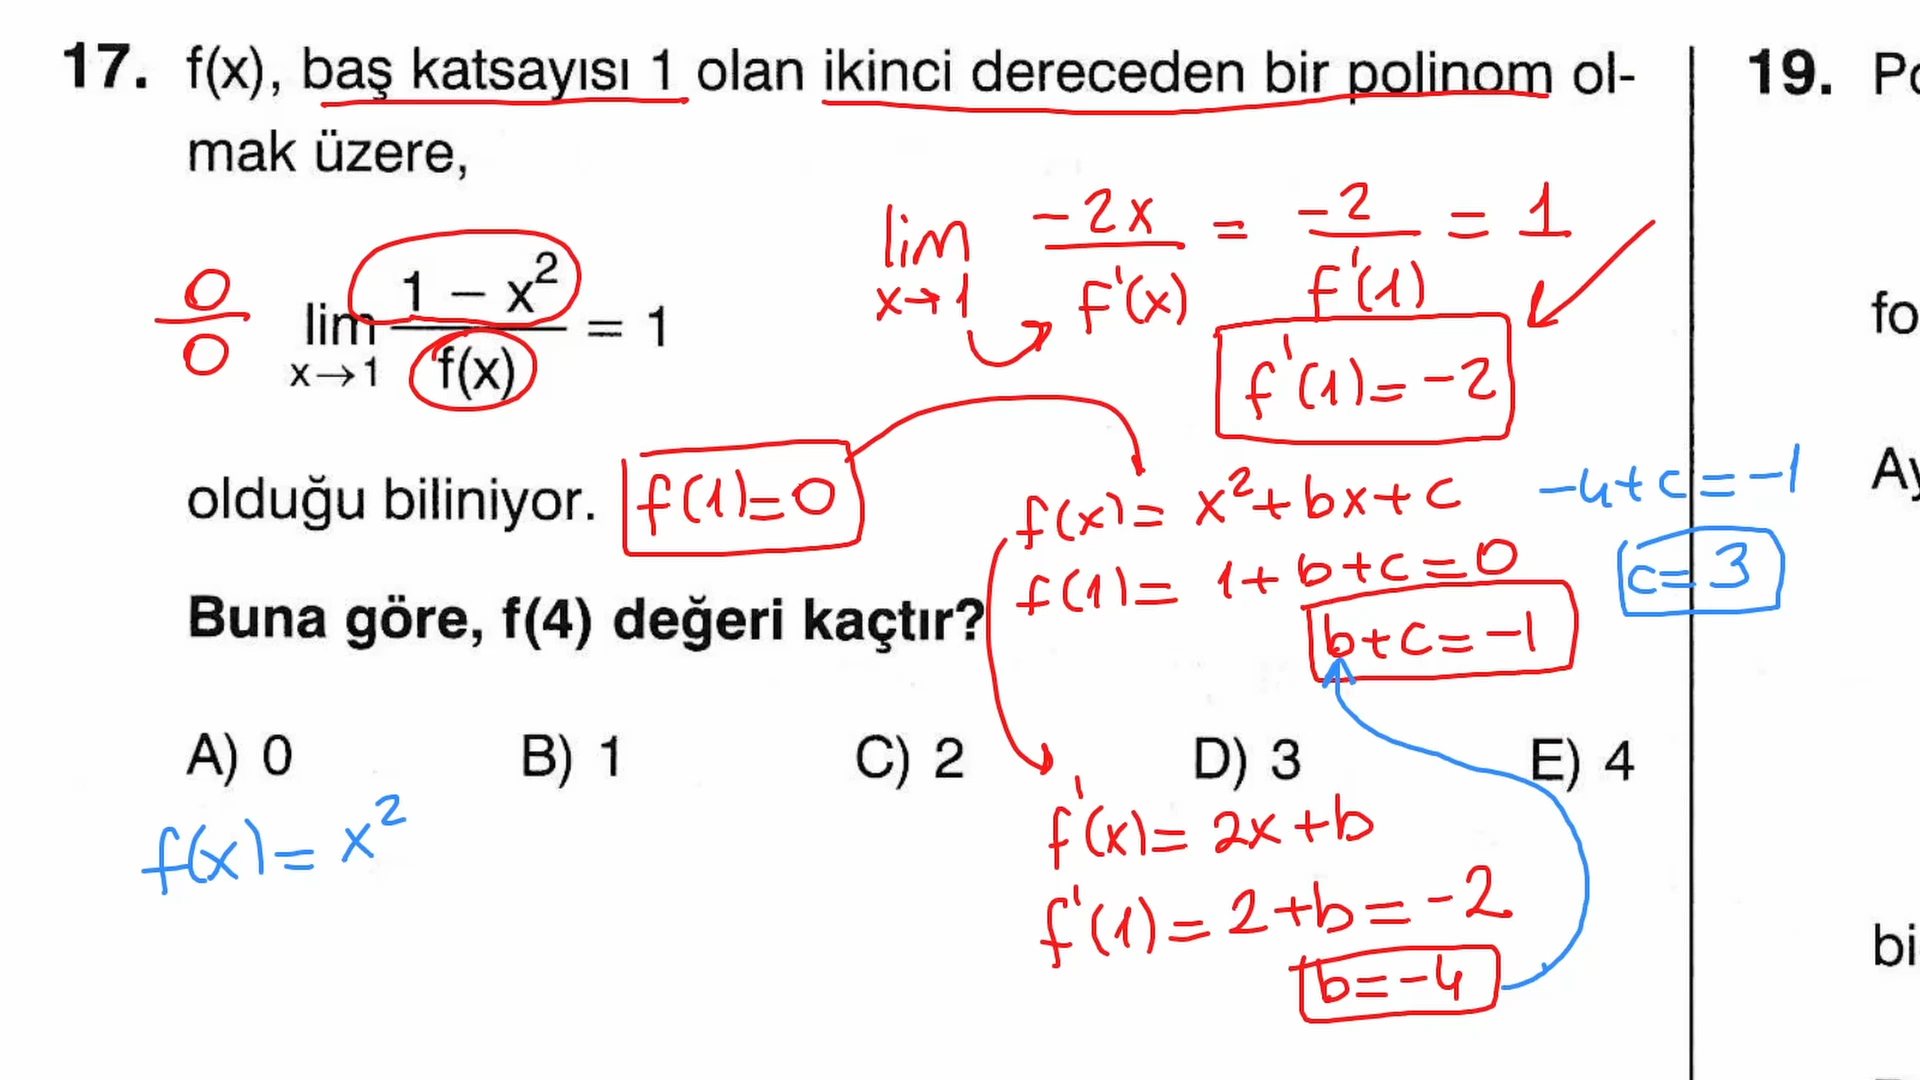 17. f(x), baş katsayısı 1 olan ikinci dereceden bir polinom ol-
mak üzere,
0/0 lim x→1 (1 − x²)/f(x) = 1
lim x→1 -2x/f'(x) = -2/f'(1) = 1
f'(1) = -2
olduğu biliniyor.
f(1) = 0
f(x) = x² + bx + c
f(1) = 1 + b + c = 0
b + c = -1
-4 + c = -1
c = 3
Buna göre, f(4) değeri kaçtır?
A) 0 B) 1 C) 2 D) 3 E) 4
f(x) = x²
f'(x) = 2x + b
f'(1) = 2 + b = -2
b = -4
19. Po
fo
Ay
bi